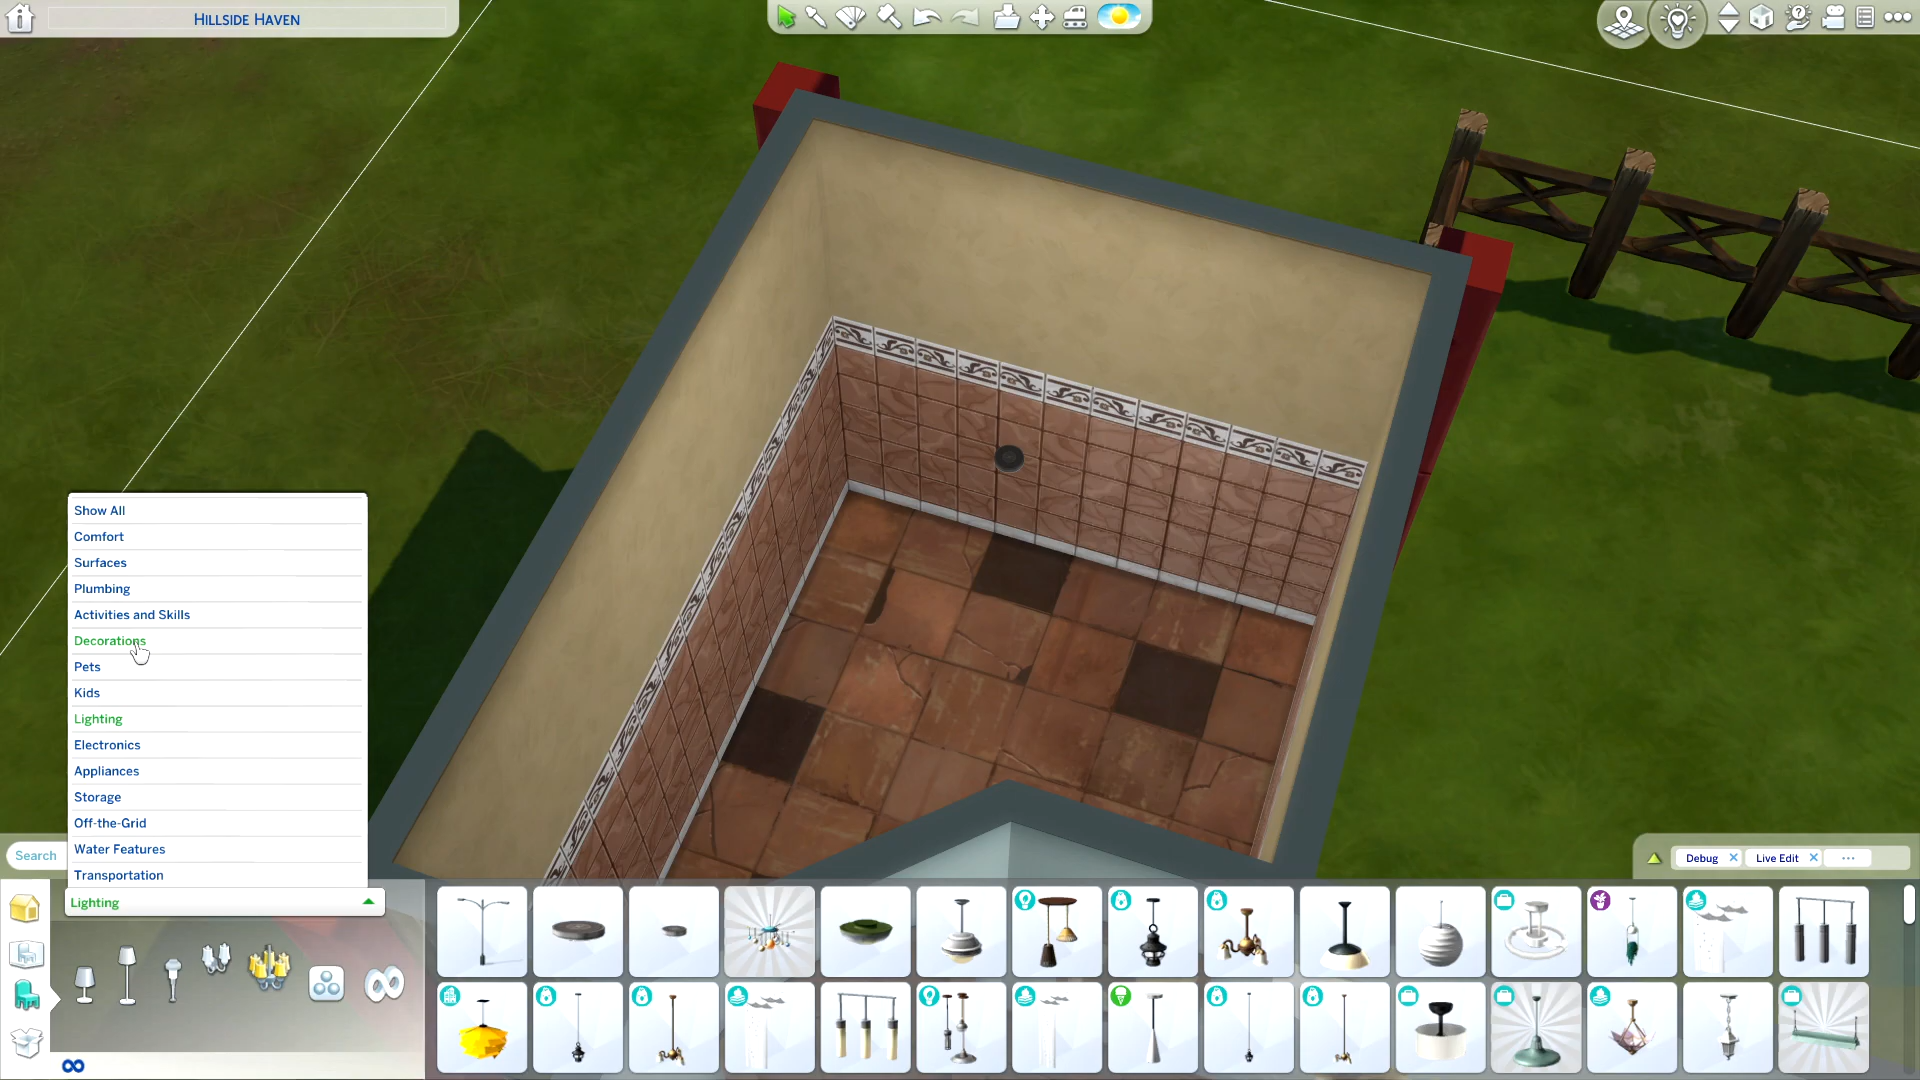 Hillside Haven
Show All
Comfort
Surfaces
Plumbing
Activities and Skills
Decorations
Pets
Kids
Lighting
Electronics
Appliances
Storage
Off-the-Grid
Water Features
Transportation
Search
Lighting
Debug
Live Edit